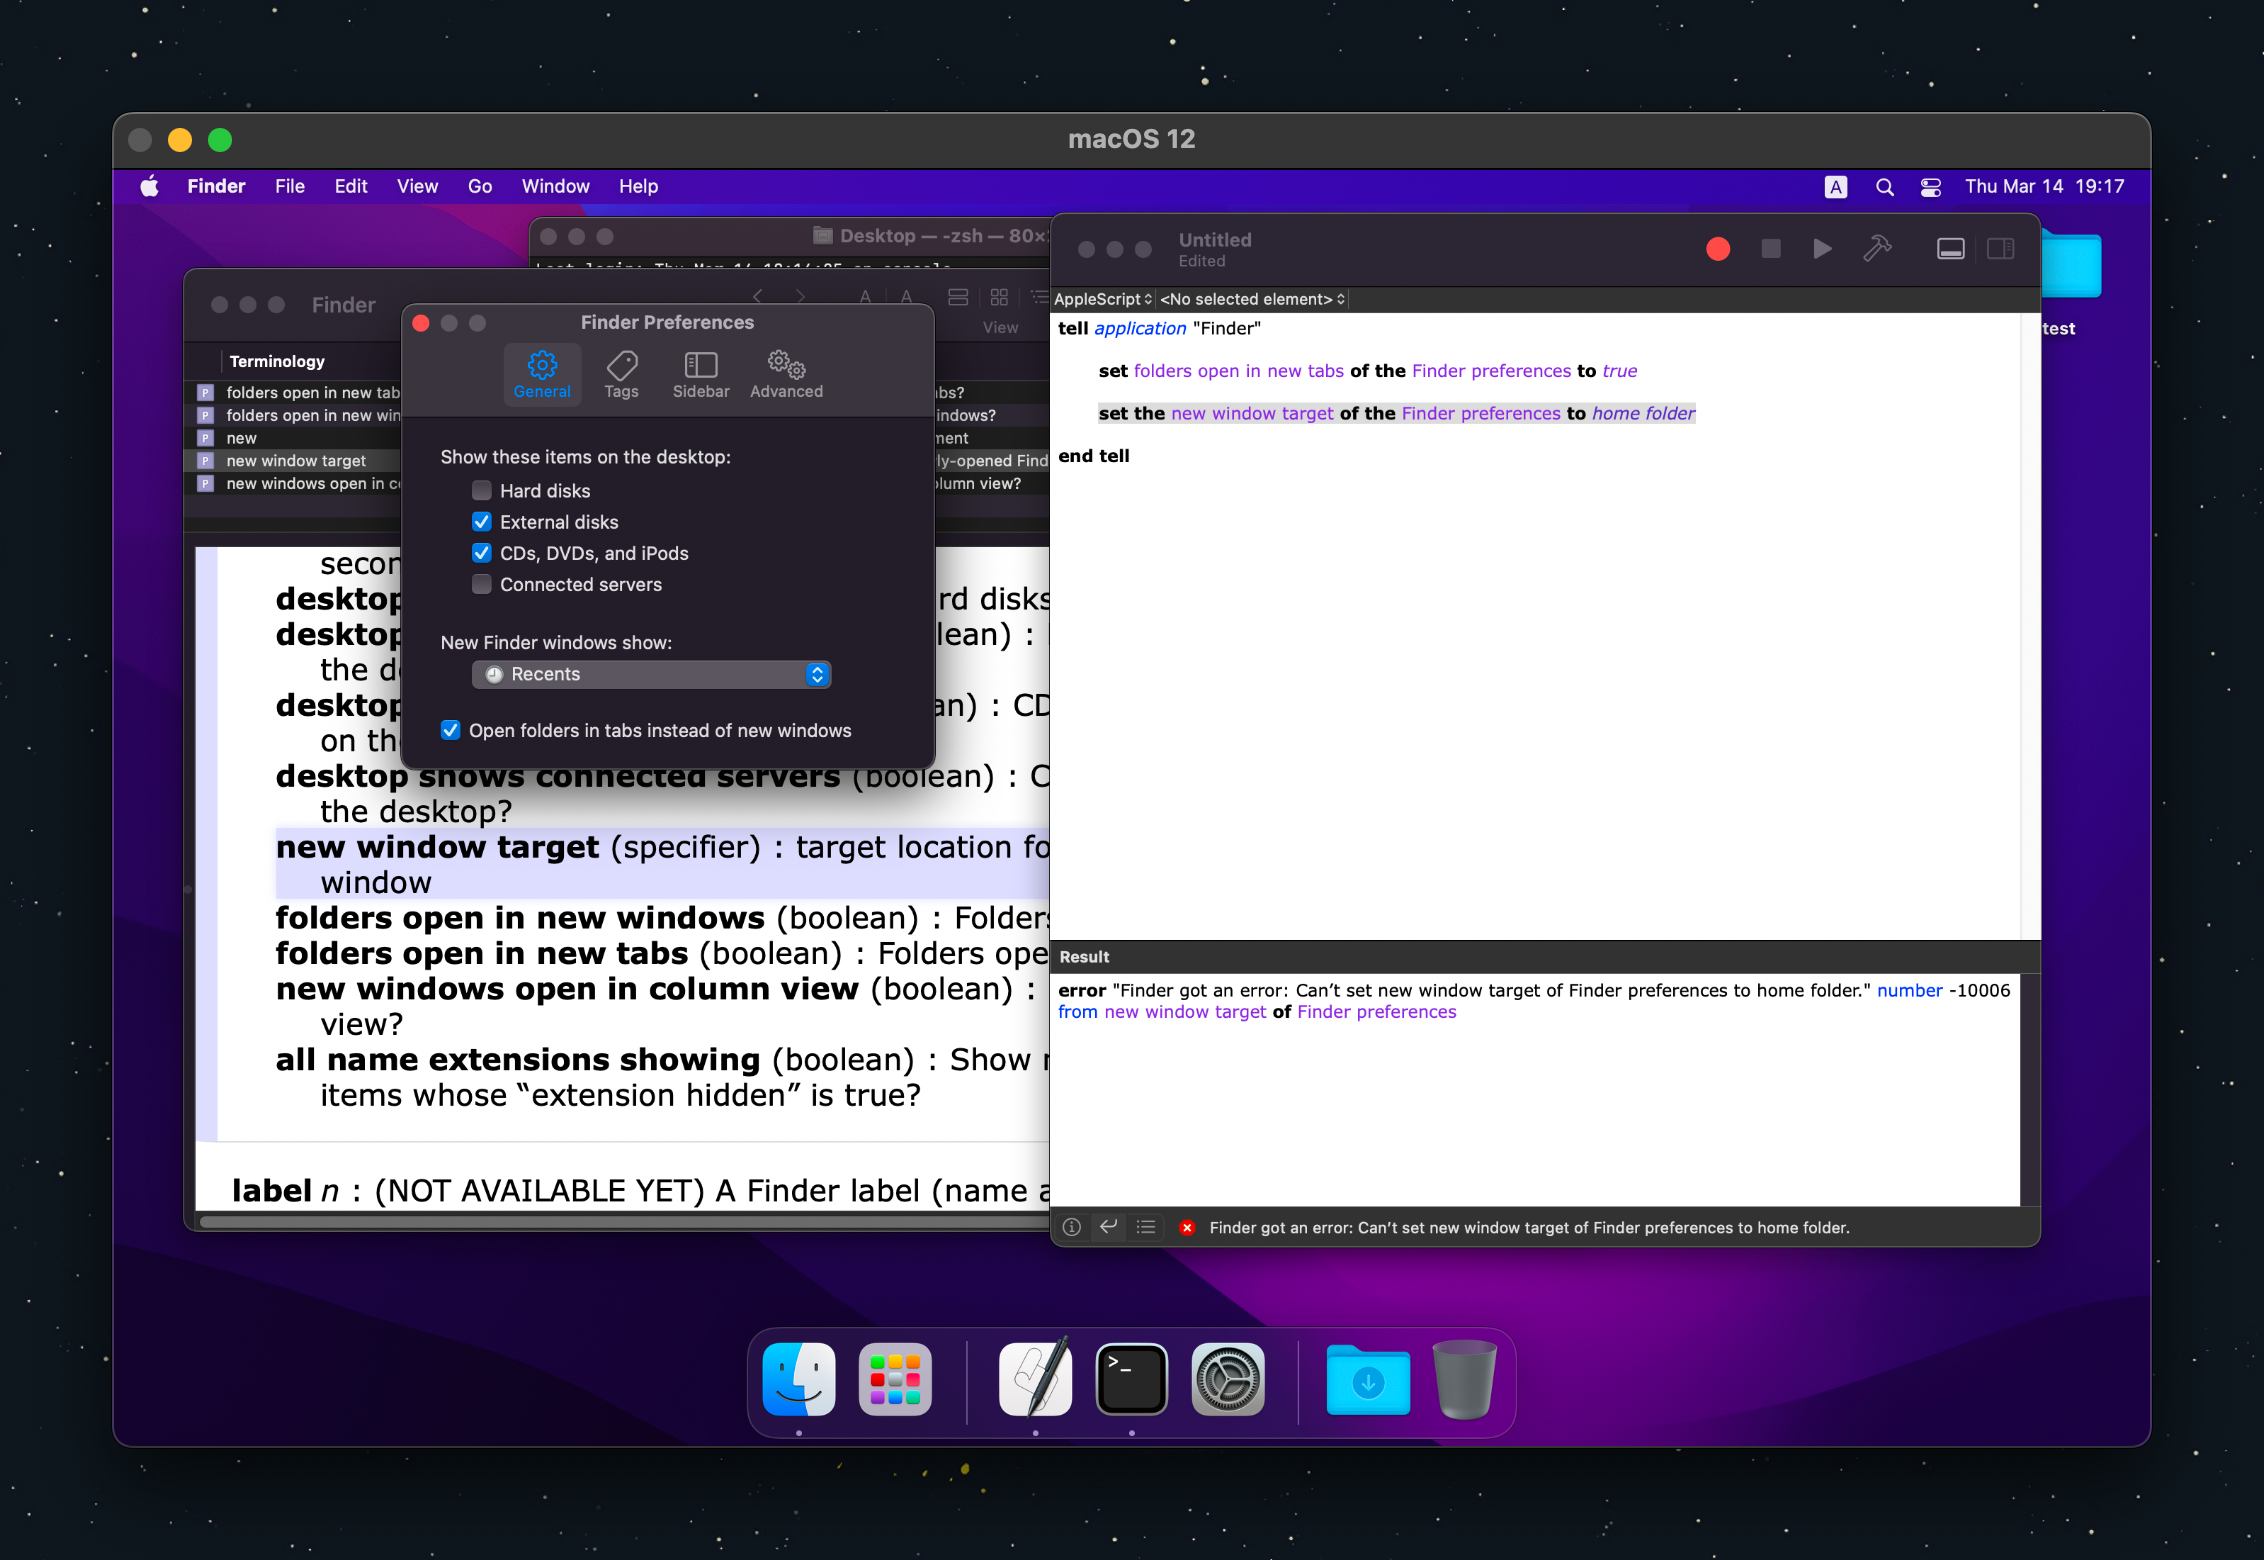 macOS 12
Finder File Edit View Go Window Help
A Thu Mar 14 19:17
Desktop — -zsh — 80×
Finder
View
Terminology
folders open in new tab
folders open in new win
new
new window target
new windows open in c
abs?
indows?
nent
ly-opened Find
lumn view?
Finder Preferences
General Tags Sidebar Advanced
Show these items on the desktop:
Hard disks
External disks
CDs, DVDs, and iPods
Connected servers
New Finder windows show:
Recents
Open folders in tabs instead of new windows
secon
desktop rd disks
desktop lean) :
the d
desktop an) : CD
on th
desktop shows connected servers (boolean) : C
the desktop?
new window target (specifier) : target location fo
window
folders open in new windows (boolean) : Folders
folders open in new tabs (boolean) : Folders ope
new windows open in column view (boolean) :
view?
all name extensions showing (boolean) : Show
items whose “extension hidden” is true?
label n : (NOT AVAILABLE YET) A Finder label (name a
Untitled
Edited
AppleScript <No selected element>
tell application "Finder"
set folders open in new tabs of the Finder preferences to true
set the new window target of the Finder preferences to home folder
end tell
Result
error "Finder got an error: Can’t set new window target of Finder preferences to home folder." number -10006
from new window target of Finder preferences
Finder got an error: Can’t set new window target of Finder preferences to home folder.
test
>_